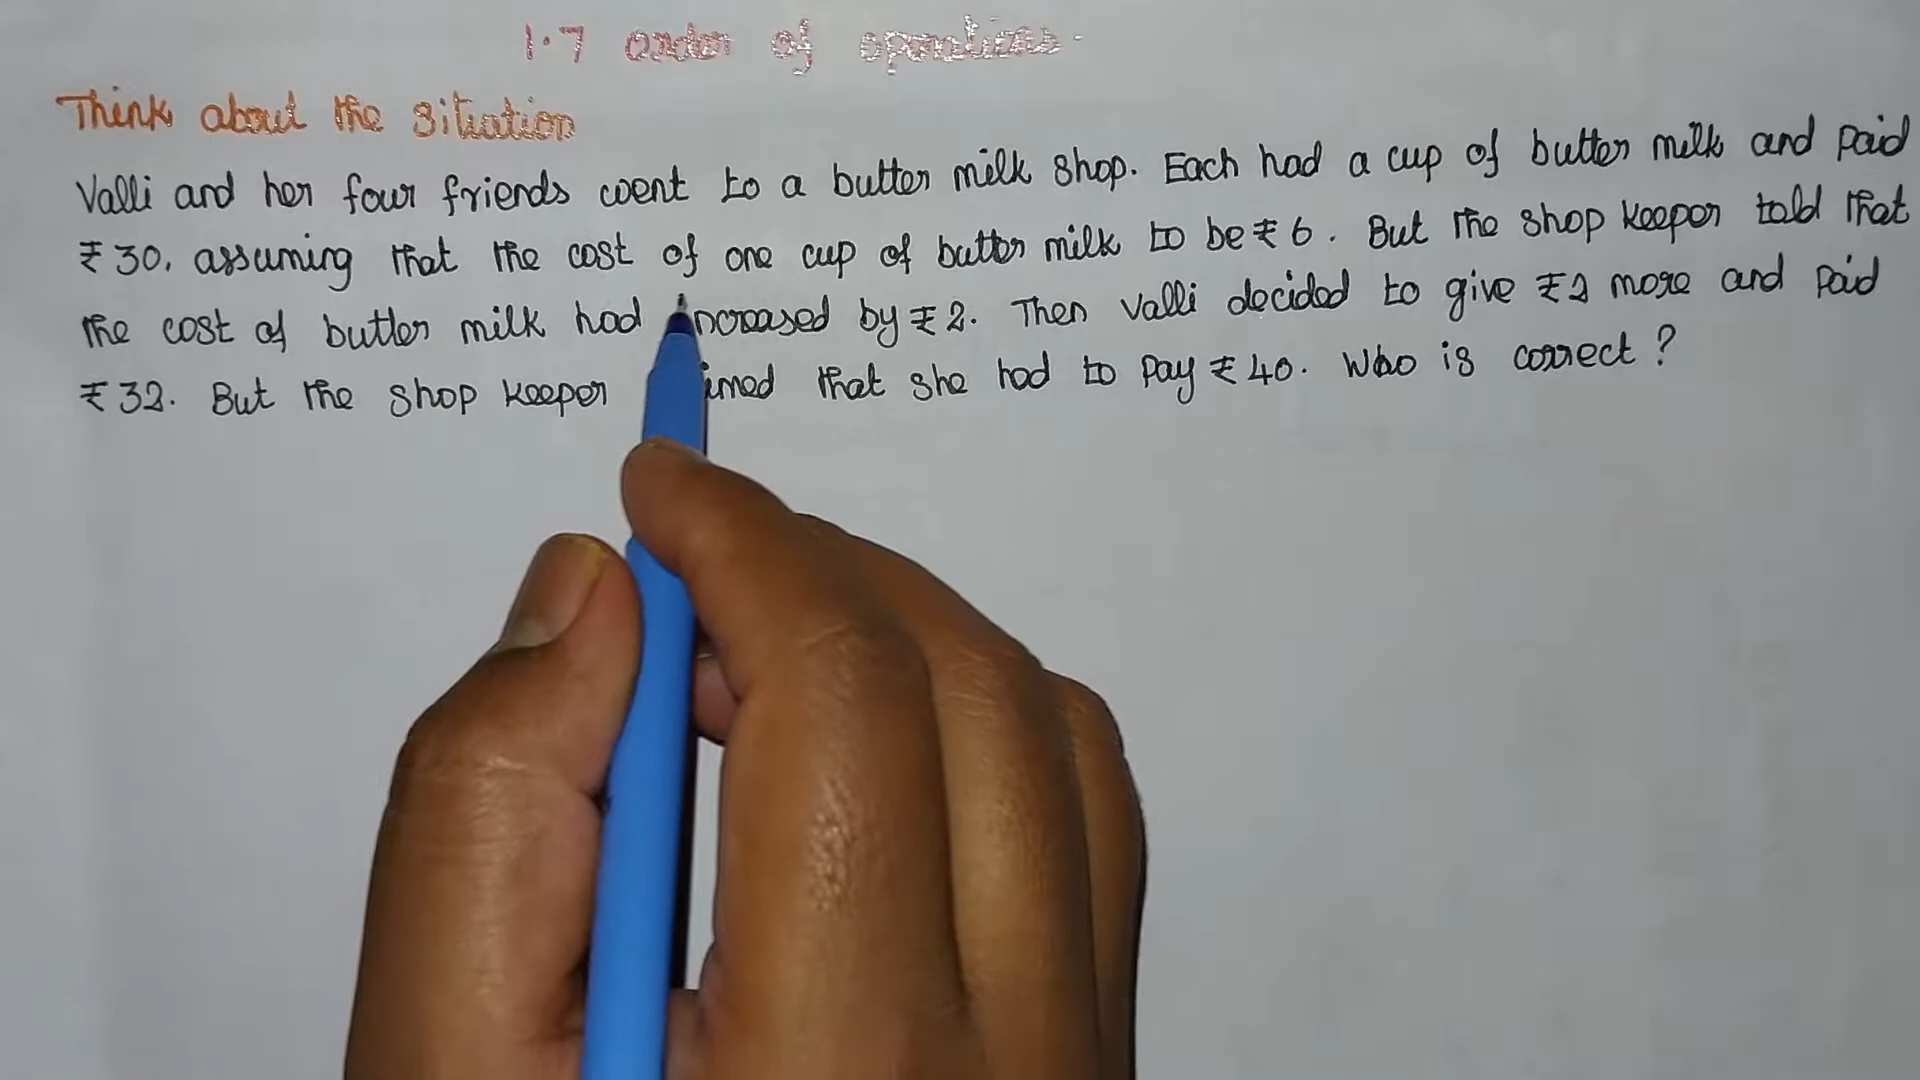 1.7 order of operations.
Think about the situation
Valli and her four friends went to a butter milk shop. Each had a cup of butter milk and paid
₹30, assuming that the cost of one cup of butter milk to be ₹6. But the shop keeper told that
the cost of butter milk had increased by ₹2. Then Valli decided to give ₹2 more and paid
₹32. But the shop keeper that she had to pay ₹40. Who is correct?